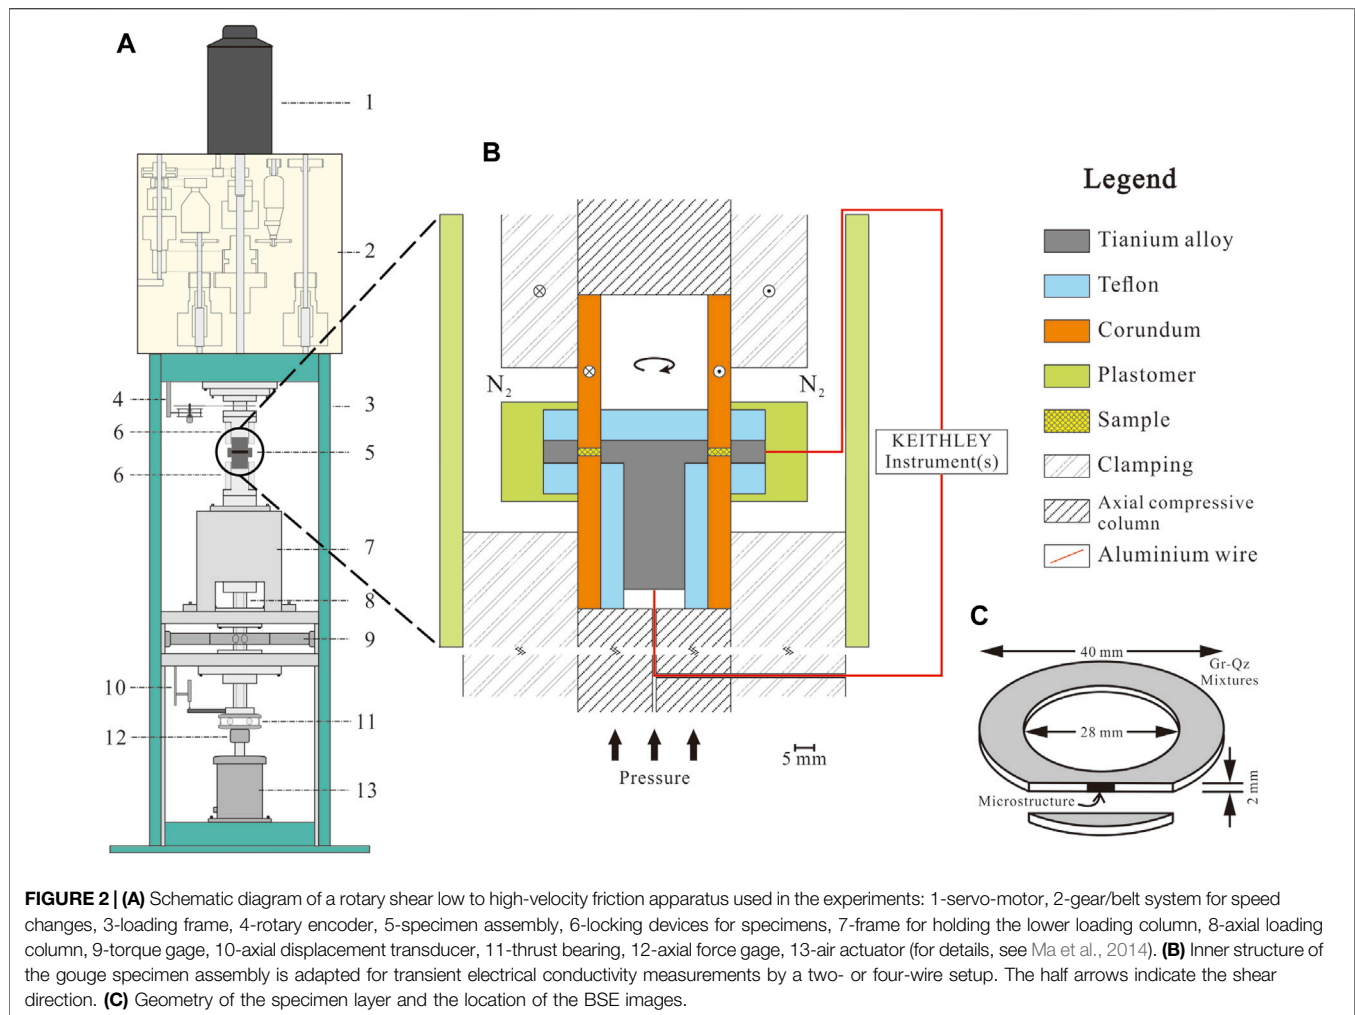 A
1
2
3
4
5
6
6
7
8
9
10
11
12
13
B
N2
N2
KEITHLEY
Instrument(s)
Pressure
5 mm
Legend
Tianium alloy
Teflon
Corundum
Plastomer
Sample
Clamping
Axial compressive
column
Aluminium wire
C
40 mm
Gr-Qz
Mixtures
28 mm
2 mm
Microstructure
FIGURE 2 | (A) Schematic diagram of a rotary shear low to high-velocity friction apparatus used in the experiments: 1-servo-motor, 2-gear/belt system for speed
changes, 3-loading frame, 4-rotary encoder, 5-specimen assembly, 6-locking devices for specimens, 7-frame for holding the lower loading column, 8-axial loading
column, 9-torque gage, 10-axial displacement transducer, 11-thrust bearing, 12-axial force gage, 13-air actuator (for details, see Ma et al., 2014). (B) Inner structure of
the gouge specimen assembly is adapted for transient electrical conductivity measurements by a two- or four-wire setup. The half arrows indicate the shear
direction. (C) Geometry of the specimen layer and the location of the BSE images.